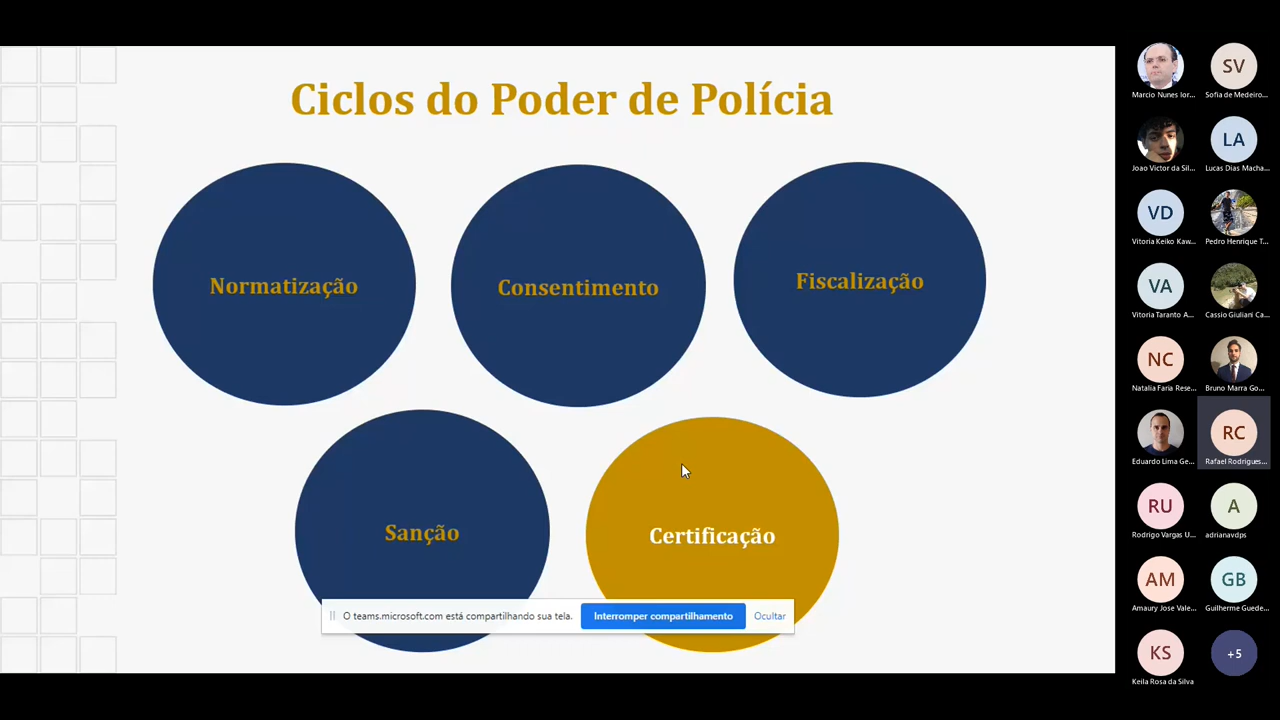 Ciclos do Poder de Polícia
Normatização
Consentimento
Fiscalização
Sanção
Certificação
O teams.microsoft.com está compartilhando sua tela.
Interromper compartilhamento
Ocultar
Marcio Nunes Ior...
SV
Sofia de Medeiro...
Joao Victor da Sil...
LA
Lucas Dias Macha...
VD
Vitoria Keiko Kaw...
Pedro Henrique T...
VA
Vitoria Taranto A...
Cassio Giuliani Ca...
NC
Natalia Faria Rese...
Bruno Marra Go...
Eduardo Lima Ge...
RC
Rafael Rodrigues...
RU
Rodrigo Vargas U...
A
adrianavdps
AM
Amaury Jose Vale...
GB
Guilherme Guede...
KS
Keila Rosa da Silva
+5